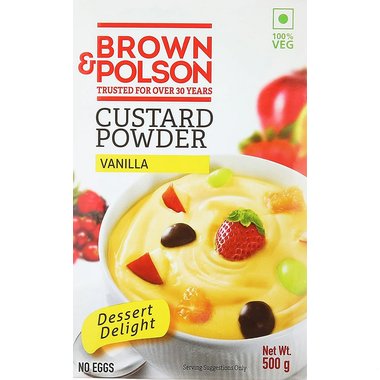 100%
VEG
BROWN
& POLSON
TRUSTED FOR OVER 30 YEARS
CUSTARD
POWDER
VANILLA
Dessert
Delight
NO EGGS
Serving Suggestions Only
Net Wt.
500 g